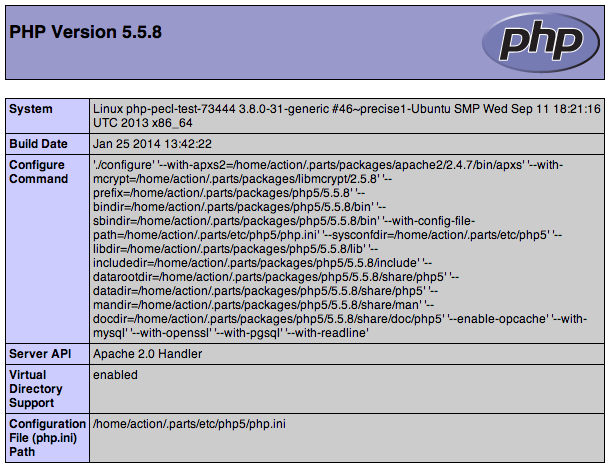 PHP Version 5.5.8
php
System
Linux php-pecl-test-73444 3.8.0-31-generic #46~precise1-Ubuntu SMP Wed Sep 11 18:21:16
UTC 2013 x86_64
Build Date
Jan 25 2014 13:42:22
Configure
Command
'./configure' '--with-apxs2=/home/action/.parts/packages/apache2/2.4.7/bin/apxs' '--with-
mcrypt=/home/action/.parts/packages/libmcrypt/2.5.8' '--
prefix=/home/action/.parts/packages/php5/5.5.8' '--
bindir=/home/action/.parts/packages/php5/5.5.8/bin' '--
sbindir=/home/action/.parts/packages/php5/5.5.8/bin' '--with-config-file-
path=/home/action/.parts/etc/php5/php.ini' '--sysconfdir=/home/action/.parts/etc/php5' '--
libdir=/home/action/.parts/packages/php5/5.5.8/lib' '--
includedir=/home/action/.parts/packages/php5/5.5.8/include' '--
datarootdir=/home/action/.parts/packages/php5/5.5.8/share/php5' '--
datadir=/home/action/.parts/packages/php5/5.5.8/share/php5' '--
mandir=/home/action/.parts/packages/php5/5.5.8/share/man' '--
docdir=/home/action/.parts/packages/php5/5.5.8/share/doc/php5' '--enable-opcache' '--with-
mysql' '--with-openssl' '--with-pgsql' '--with-readline'
Server API
Apache 2.0 Handler
Virtual
Directory
Support
enabled
Configuration
File (php.ini)
Path
/home/action/.parts/etc/php5/php.ini